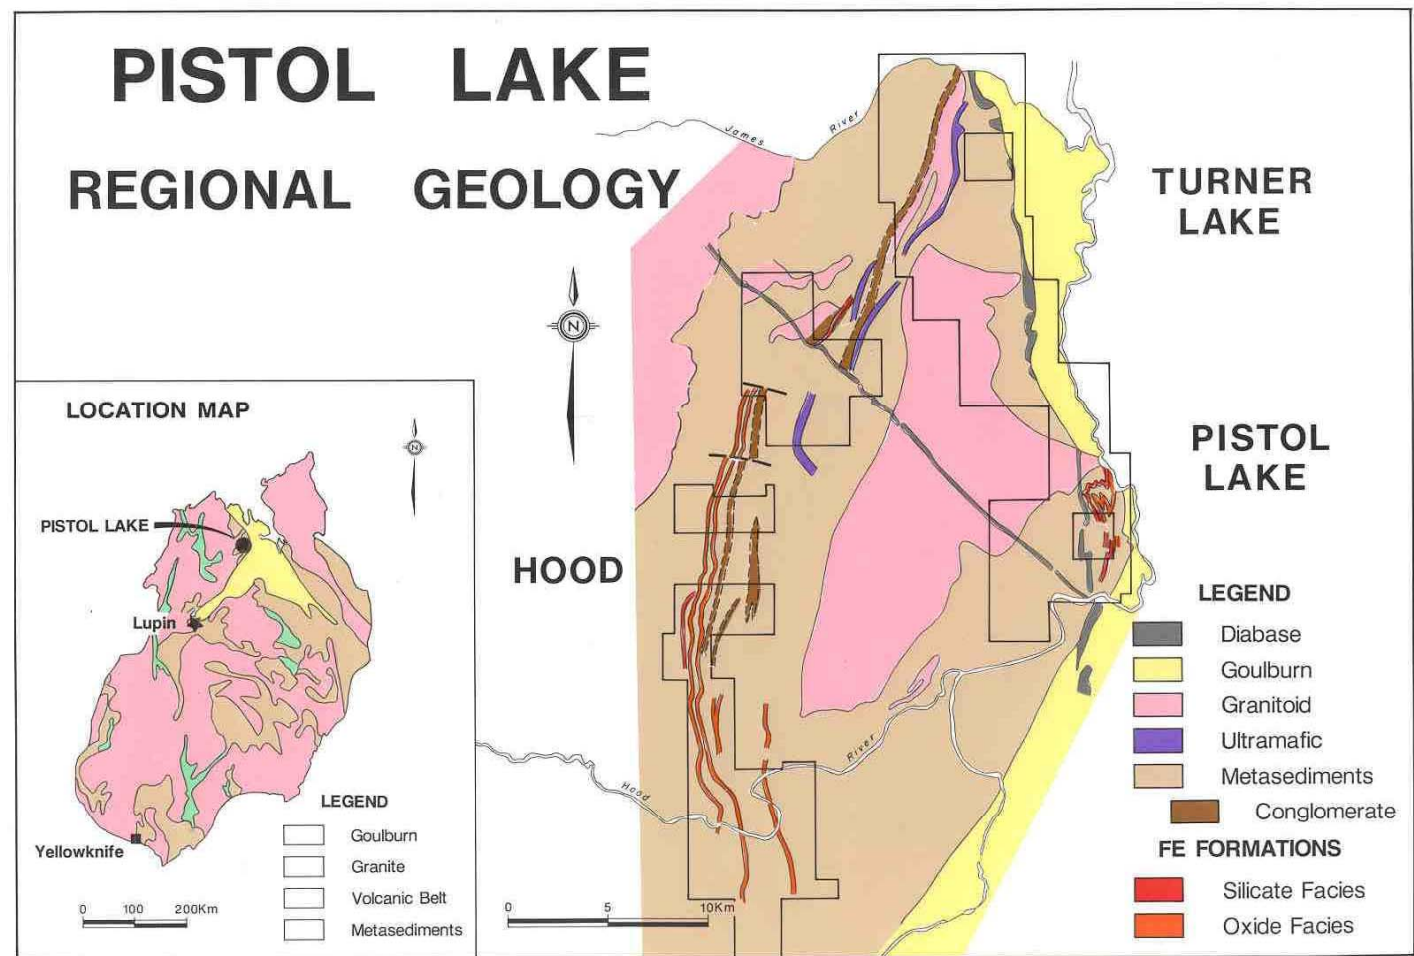 PISTOL LAKE
REGIONAL GEOLOGY
James River
TURNER
LAKE
N
PISTOL
LAKE
HOOD
Hood River
0 5 10Km
LEGEND
Diabase
Goulburn
Granitoid
Ultramafic
Metasediments
Conglomerate
FE FORMATIONS
Silicate Facies
Oxide Facies
LOCATION MAP
N
PISTOL LAKE
Lupin
Yellowknife
0 100 200Km
LEGEND
Goulburn
Granite
Volcanic Belt
Metasediments